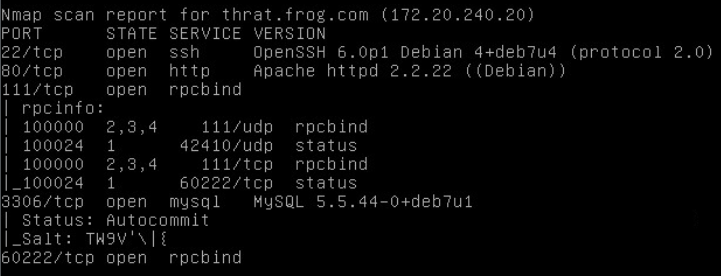 Nmap scan report for thrat.frog.com (172.20.240.20)
PORT      STATE SERVICE VERSION
22/tcp    open  ssh     OpenSSH 6.0p1 Debian 4+deb7u4 (protocol 2.0)
80/tcp    open  http    Apache httpd 2.2.22 ((Debian))
111/tcp   open  rpcbind
| rpcinfo:
| 100000  2,3,4     111/udp  rpcbind
| 100024  1       42410/udp  status
| 100000  2,3,4     111/tcp  rpcbind
|_100024  1       60222/tcp  status
3306/tcp  open  mysql   MySQL 5.5.44-0+deb7u1
| Status: Autocommit
|_Salt: TW9V'\|{
60222/tcp open  rpcbind